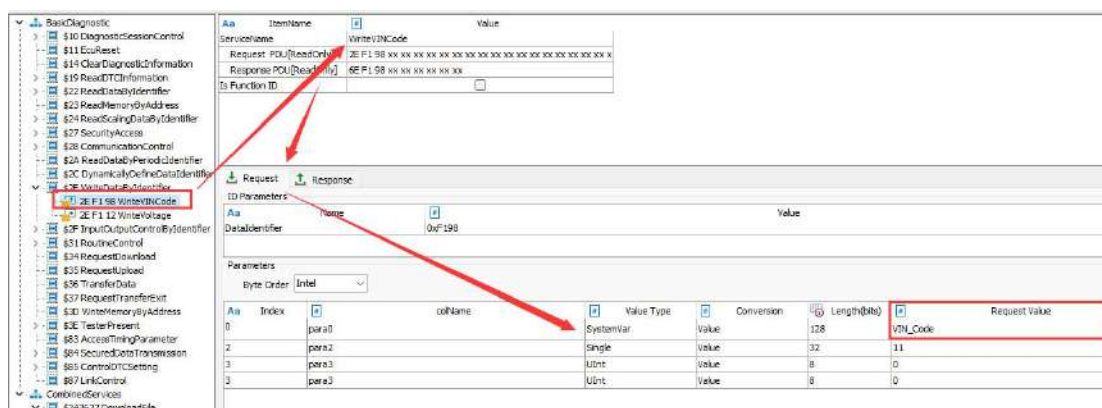 BasicDiagnostic
$10 DiagnosticSessionControl
$11 EcuReset
$14 ClearDiagnosticInformation
$19 ReadDTCInformation
$22 ReadDataByIdentifier
$23 ReadMemoryByAddress
$24 ReadScalingDataByIdentifier
$27 SecurityAccess
$28 CommunicationControl
$2A ReadDataByPeriodicIdentifier
$2C DynamicallyDefineDataIdentifier
$2E WriteDataByIdentifier
2E F1 98 WriteVINCode
2E F1 12 WriteVoltage
$2F InputOutputControlByIdentifier
$31 RoutineControl
$34 RequestDownload
$35 RequestUpload
$36 TransferData
$37 RequestTransferExit
$3D WriteMemoryByAddress
$3E TesterPresent
$83 AccessTimingParameter
$84 SecuredDataTransmission
$85 ControlDTCSetting
$87 LinkControl
CombinedServices
Aa ItemName # Value
ServiceName WriteVINCode
Request PDU[ReadOnly] 2E F1 98 xx xx xx xx xx xx xx xx xx xx xx xx xx xx xx xx xx xx xx x
Response PDU[ReadOnly] 6E F1 98 xx xx xx xx xx xx
Is Function ID
Request Response
ID Parameters
Aa Name # Value
DataIdentifier 0xF198
Parameters
Byte Order Intel
Aa Index # colName # Value Type # Conversion Length(bits) # Request Value
0 para0 SystemVar Value 128 VIN_Code
2 para2 Single Value 32 11
3 para3 UInt Value 8 0
3 para3 UInt Value 8 0